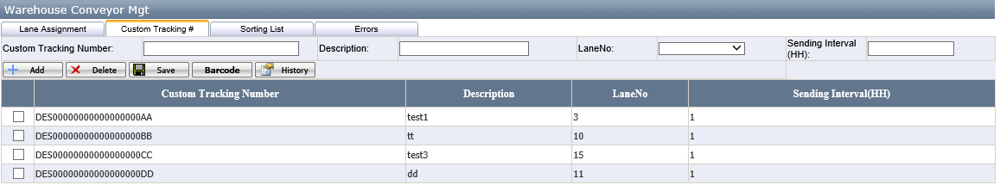 Warehouse Conveyor Mgt
Lane Assignment Custom Tracking # Sorting List Errors
Custom Tracking Number: Description: LaneNo: Sending Interval (HH):
Add Delete Save Barcode History
Custom Tracking Number Description LaneNo Sending Interval(HH)
DES00000000000000000AA test1 3 1
DES00000000000000000BB tt 10 1
DES00000000000000000CC test3 15 1
DES00000000000000000DD dd 11 1